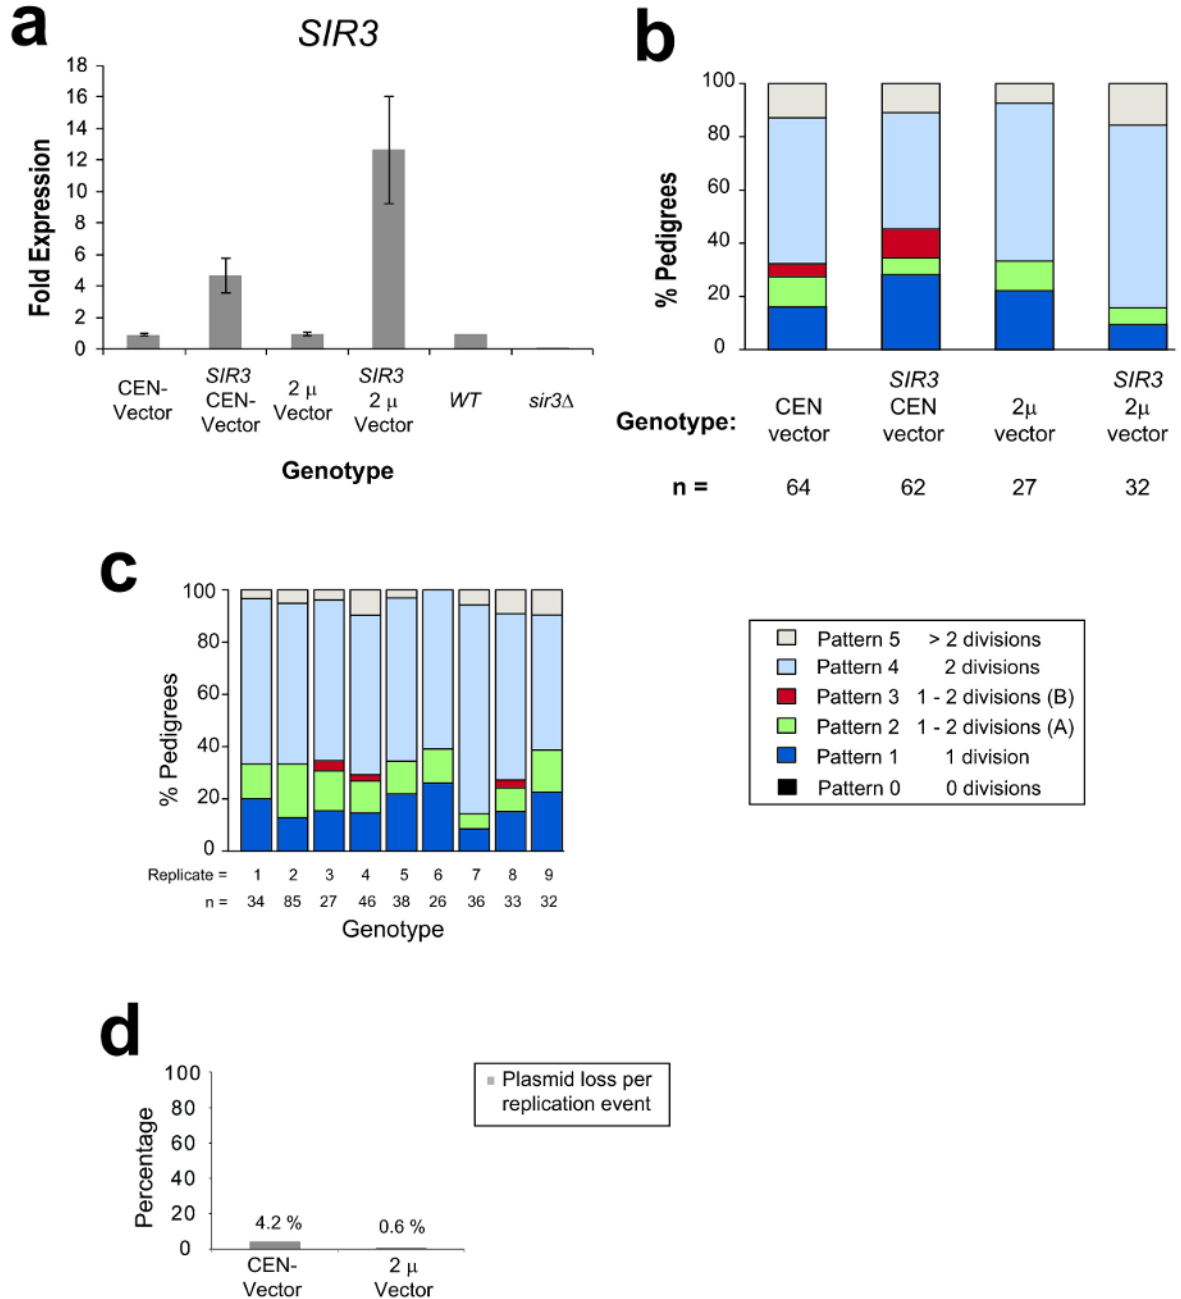 a
SIR3
18
16
14
12
10
8
6
4
2
0
Fold Expression
CEN-
Vector
SIR3
CEN-
Vector
2 μ
Vector
SIR3
2 μ
Vector
WT
sir3Δ
Genotype
b
100
80
60
40
20
0
% Pedigrees
Genotype:
CEN
vector
SIR3
CEN
vector
2μ
vector
SIR3
2μ
vector
n = 64 62 27 32
c
100
80
60
40
20
0
% Pedigrees
Replicate = 1 2 3 4 5 6 7 8 9
n = 34 85 27 46 38 26 36 33 32
Genotype
Pattern 5 > 2 divisions
Pattern 4 2 divisions
Pattern 3 1 - 2 divisions (B)
Pattern 2 1 - 2 divisions (A)
Pattern 1 1 division
Pattern 0 0 divisions
d
100
80
60
40
20
0
Percentage
4.2 %
0.6 %
CEN-
Vector
2 μ
Vector
Plasmid loss per
replication event